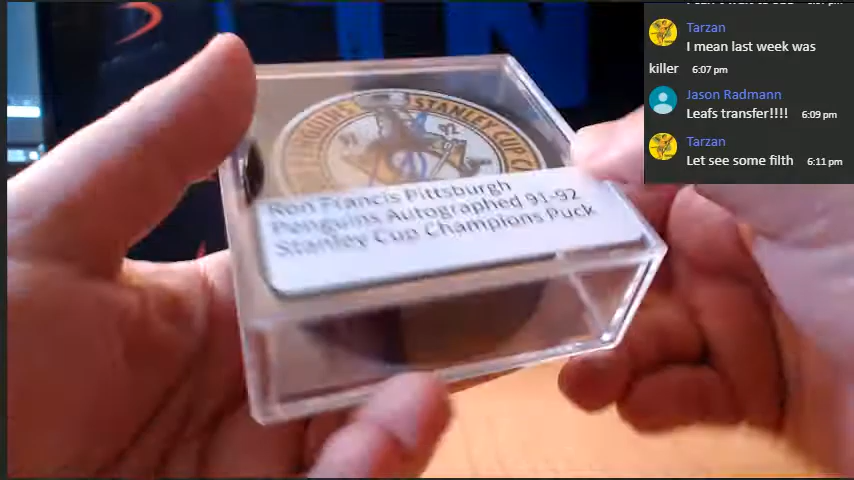 Tarzan
I mean last week was
killer 6:07 pm
Jason Radmann
Leafs transfer!!!! 6:09 pm
Tarzan
Let see some filth 6:11 pm
STANLEY CUP
92
Ron Francis Pittsburgh
Penguins Autographed 91-92
Stanley Cup Champions Puck